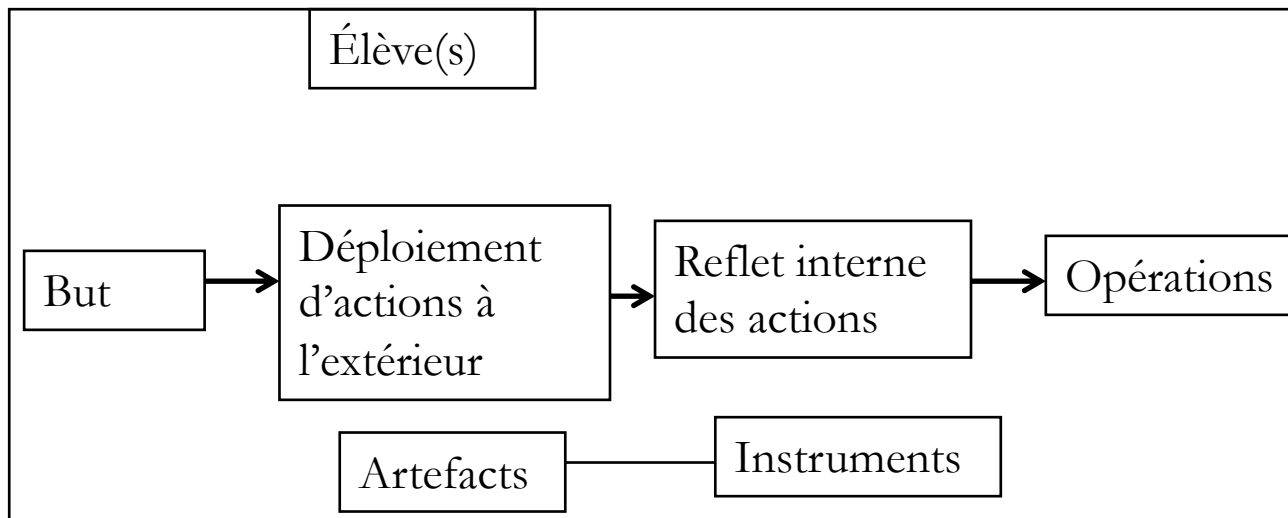 Élève(s)
But
Déploiement
d’actions à
l’extérieur
Reflet interne
des actions
Opérations
Artefacts
Instruments